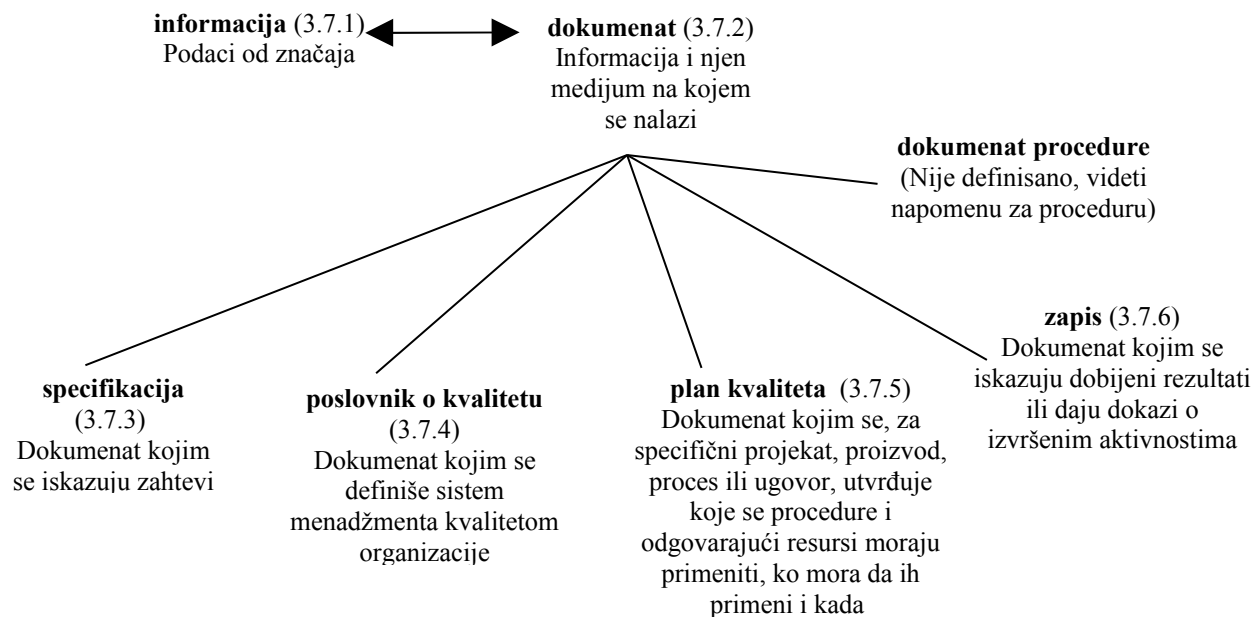 informacija (3.7.1)
Podaci od značaja
dokumenat (3.7.2)
Informacija i njen
medijum na kojem
se nalazi
dokumenat procedure
(Nije definisano, videti
napomenu za proceduru)
specifikacija
(3.7.3)
Dokumenat kojim
se iskazuju zahtevi
poslovnik o kvalitetu
(3.7.4)
Dokumenat kojim se
definiše sistem
menadžmenta kvalitetom
organizacije
plan kvaliteta (3.7.5)
Dokumenat kojim se, za
specifični projekat, proizvod,
proces ili ugovor, utvrđuje
koje se procedure i
odgovarajući resursi moraju
primeniti, ko mora da ih
primeni i kada
zapis (3.7.6)
Dokumenat kojim se
iskazuju dobijeni rezultati
ili daju dokazi o
izvršenim aktivnostima